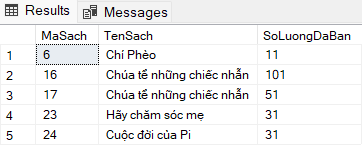 Results Messages
MaSach TenSach SoLuongDaBan
1 6 Chí Phèo 11
2 16 Chúa tể những chiếc nhẫn 101
3 17 Chúa tể những chiếc nhẫn 51
4 23 Hãy chăm sóc mẹ 31
5 24 Cuộc đời của Pi 31